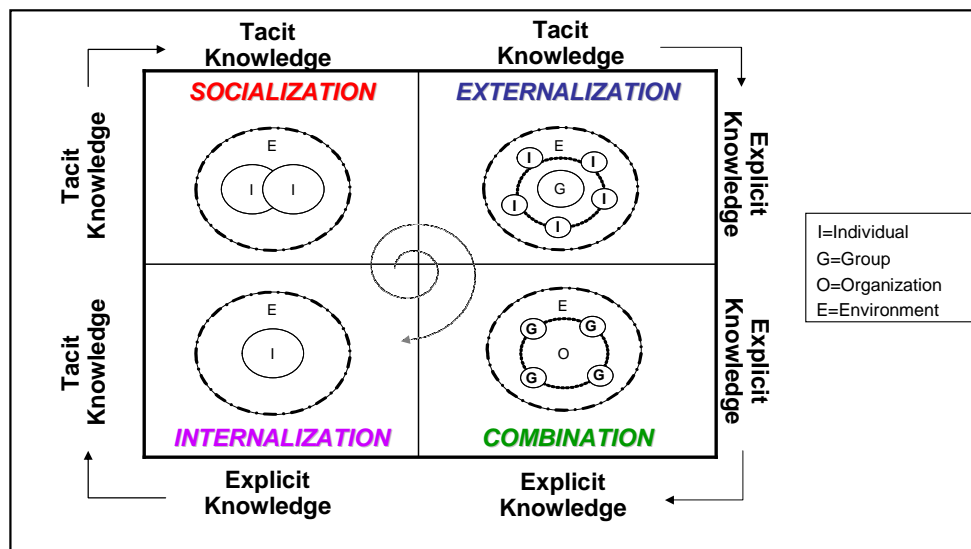 Tacit
Knowledge
Tacit
Knowledge
SOCIALIZATION
EXTERNALIZATION
Tacit
Knowledge
E
I
I
E
I
I
I
I
I
G
Explicit
Knowledge
I=Individual
G=Group
O=Organization
E=Environment
Tacit
Knowledge
E
I
E
G
G
O
G
G
Explicit
Knowledge
INTERNALIZATION
COMBINATION
Explicit
Knowledge
Explicit
Knowledge